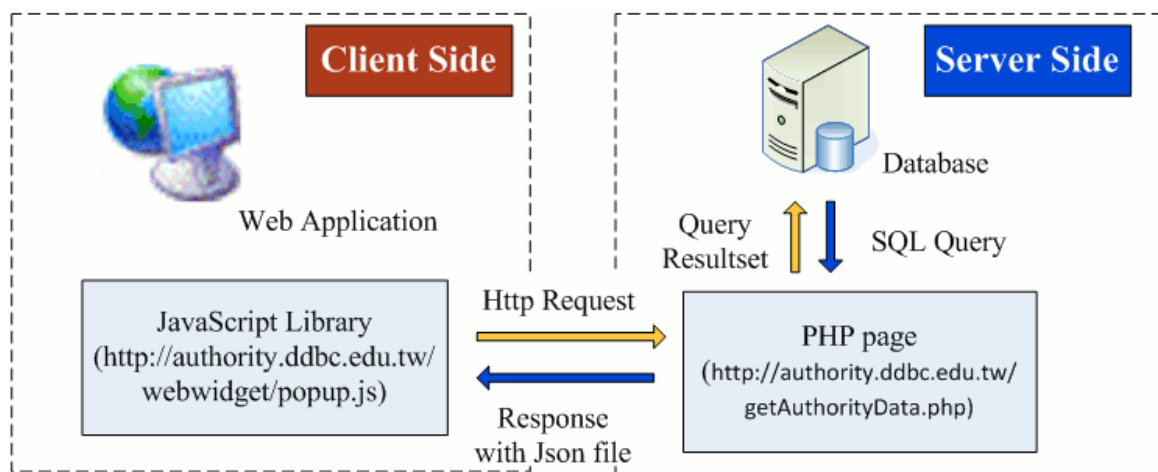 Client Side
Server Side
Web Application
Database
Query
Resultset
SQL Query
JavaScript Library
(http://authority.ddbc.edu.tw/
webwidget/popup.js)
Http Request
Response
with Json file
PHP page
(http://authority.ddbc.edu.tw/
getAuthorityData.php)